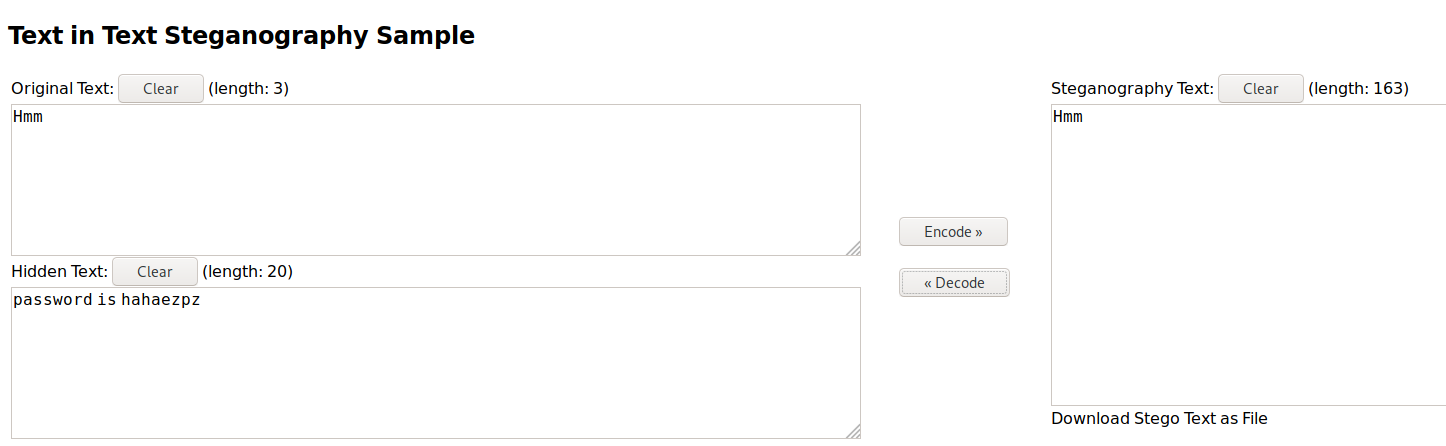 Text in Text Steganography Sample
Original Text: Clear (length: 3)
Hmm
Hidden Text: Clear (length: 20)
password is hahaezpz
Encode »
« Decode
Steganography Text: Clear (length: 163)
Hmm
Download Stego Text as File